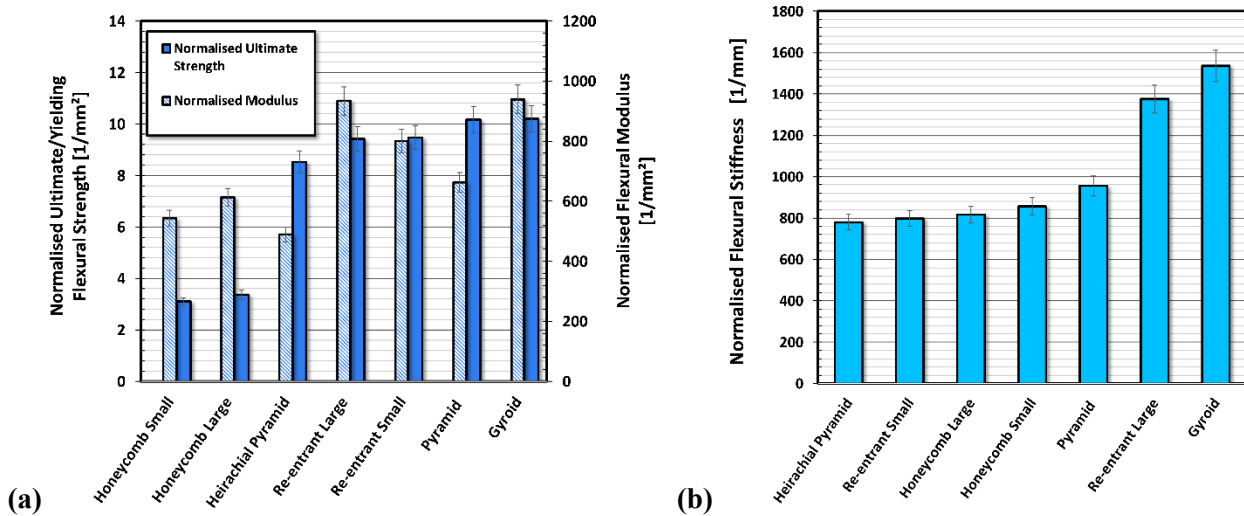 14
12
10
8
6
4
2
0
Normalised Ultimate/Yielding
Flexural Strength [1/mm²]
Normalised Ultimate
Strength
Normalised Modulus
1200
1000
800
600
400
200
0
Normalised Flexural Modulus
[1/mm²]
Honeycomb Small
Honeycomb Large
Heirachial Pyramid
Re-entrant Large
Re-entrant Small
Pyramid
Gyroid
(a)
1800
1600
1400
1200
1000
800
600
400
200
0
Normalised Flexural Stiffness [1/mm]
Heirachial Pyramid
Re-entrant Small
Honeycomb Large
Honeycomb Small
Pyramid
Re-entrant Large
Gyroid
(b)